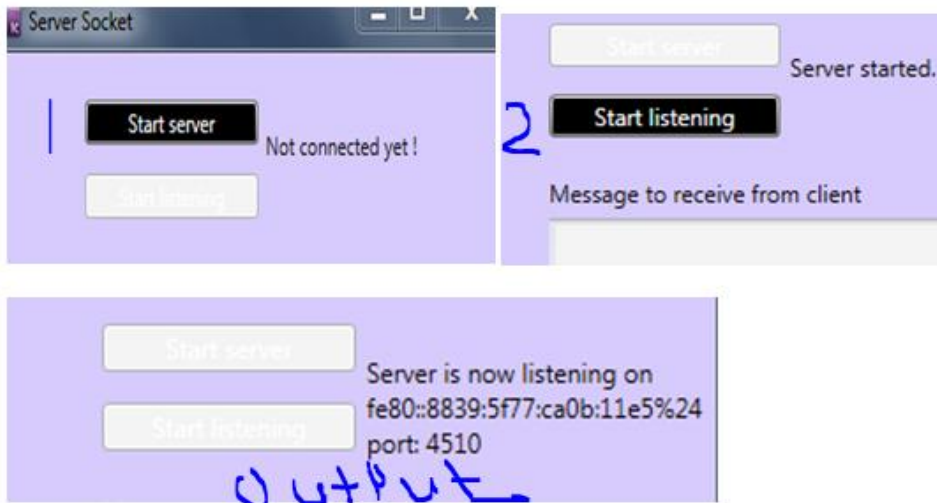 Server Socket
1
Start server
Not connected yet !
Start listening
Start server
Server started.
2
Start listening
Message to receive from client
Start server
Server is now listening on
fe80::8839:5f77:ca0b:11e5%24
Start listening
port: 4510
Output